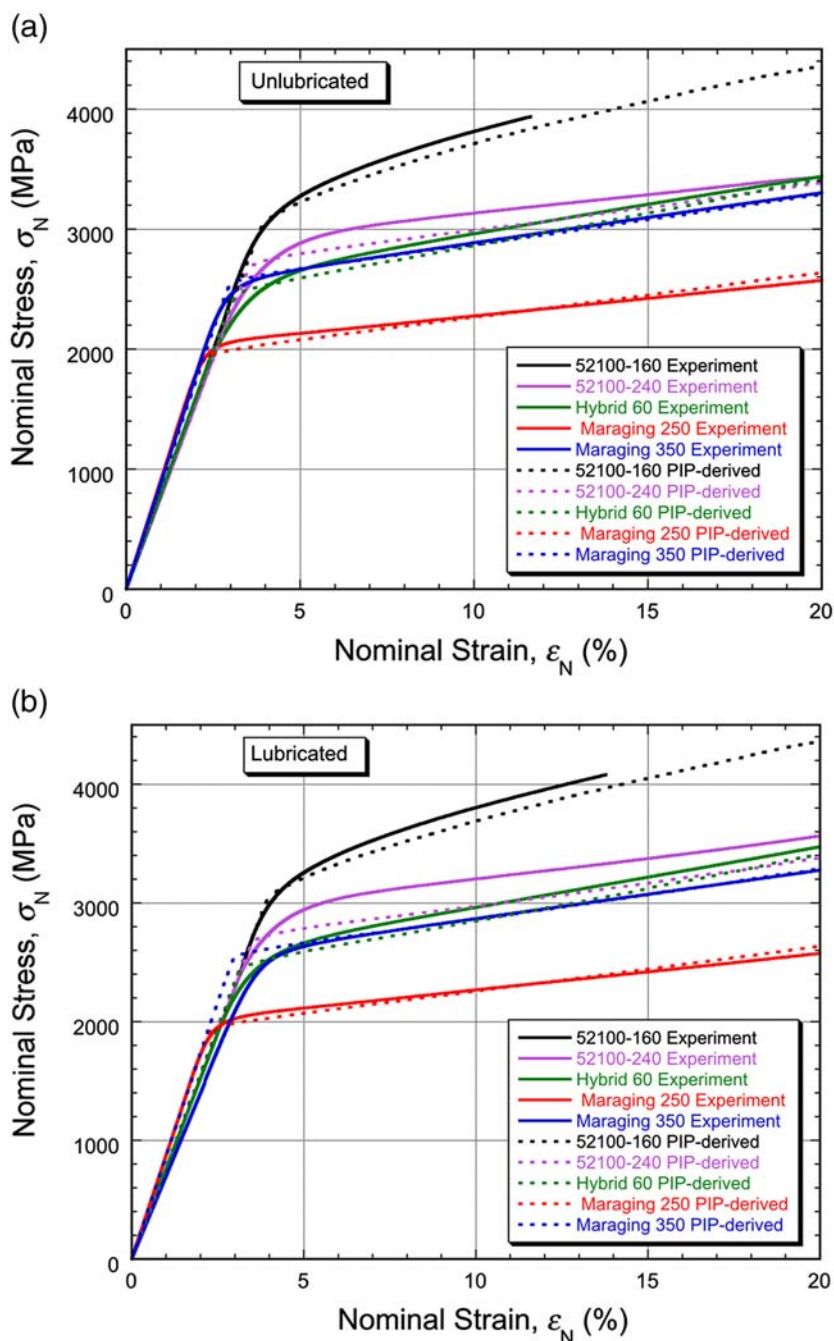 (a)
Unlubricated
4000
3000
2000
1000
0
Nominal Stress, σN (MPa)
52100-160 Experiment
52100-240 Experiment
Hybrid 60 Experiment
Maraging 250 Experiment
Maraging 350 Experiment
52100-160 PIP-derived
52100-240 PIP-derived
Hybrid 60 PIP-derived
Maraging 250 PIP-derived
Maraging 350 PIP-derived
0 5 10 15 20
Nominal Strain, εN (%)
(b)
Lubricated
4000
3000
2000
1000
0
Nominal Stress, σN (MPa)
52100-160 Experiment
52100-240 Experiment
Hybrid 60 Experiment
Maraging 250 Experiment
Maraging 350 Experiment
52100-160 PIP-derived
52100-240 PIP-derived
Hybrid 60 PIP-derived
Maraging 250 PIP-derived
Maraging 350 PIP-derived
0 5 10 15 20
Nominal Strain, εN (%)